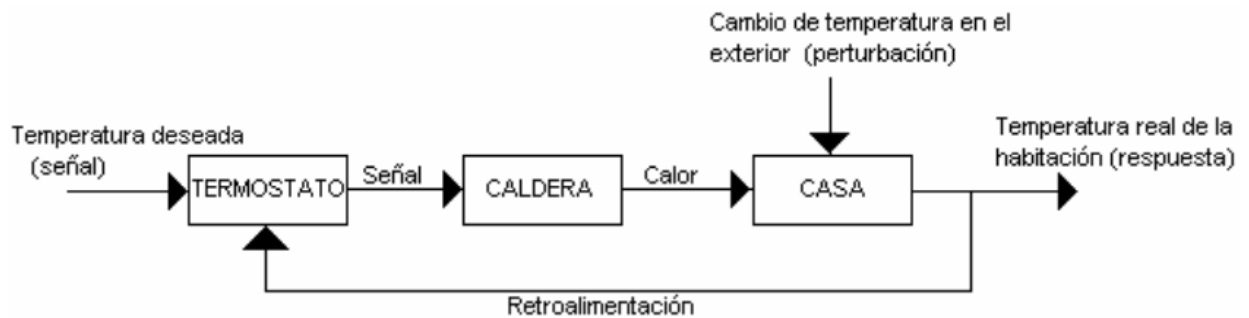 Cambio de temperatura en el
exterior (perturbación)
Temperatura deseada
(señal)
TERMOSTATO
Señal
CALDERA
Calor
CASA
Temperatura real de la
habitación (respuesta)
Retroalimentación